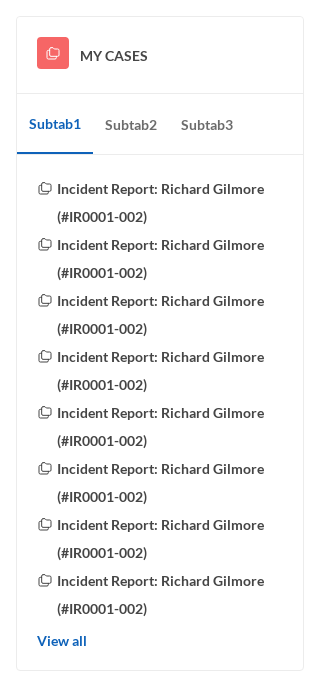 MY CASES
Subtab1 Subtab2 Subtab3
Incident Report: Richard Gilmore
(#IR0001-002)
Incident Report: Richard Gilmore
(#IR0001-002)
Incident Report: Richard Gilmore
(#IR0001-002)
Incident Report: Richard Gilmore
(#IR0001-002)
Incident Report: Richard Gilmore
(#IR0001-002)
Incident Report: Richard Gilmore
(#IR0001-002)
Incident Report: Richard Gilmore
(#IR0001-002)
Incident Report: Richard Gilmore
(#IR0001-002)
View all